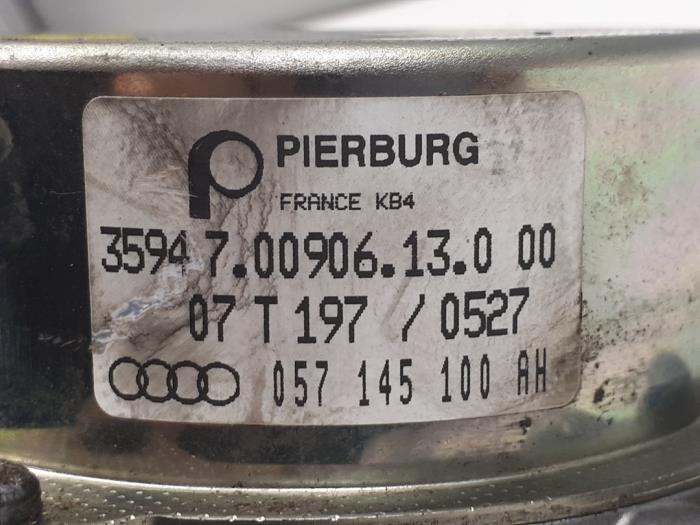 PIERBURG
FRANCE KB4
3594 7.00906.13.0 00
07 T 197 / 0527
057 145 100 AH